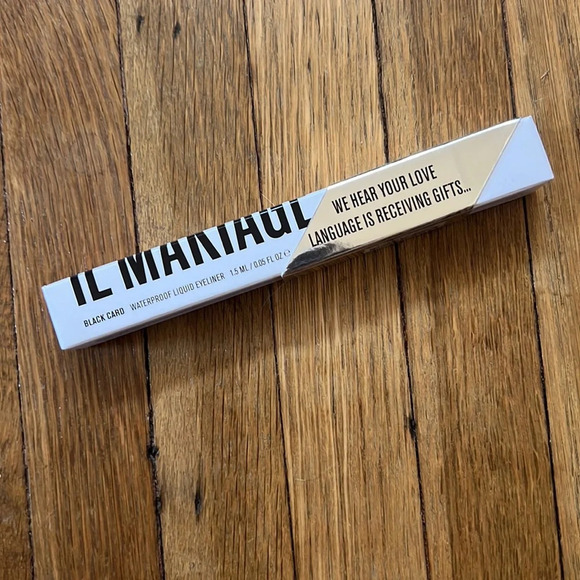 IL MAKIAGE
BLACK CARD WATERPROOF LIQUID EYELINER 1.5 ML / 0.05 FL OZ ℮
WE HEAR YOUR LOVE
LANGUAGE IS RECEIVING GIFTS...